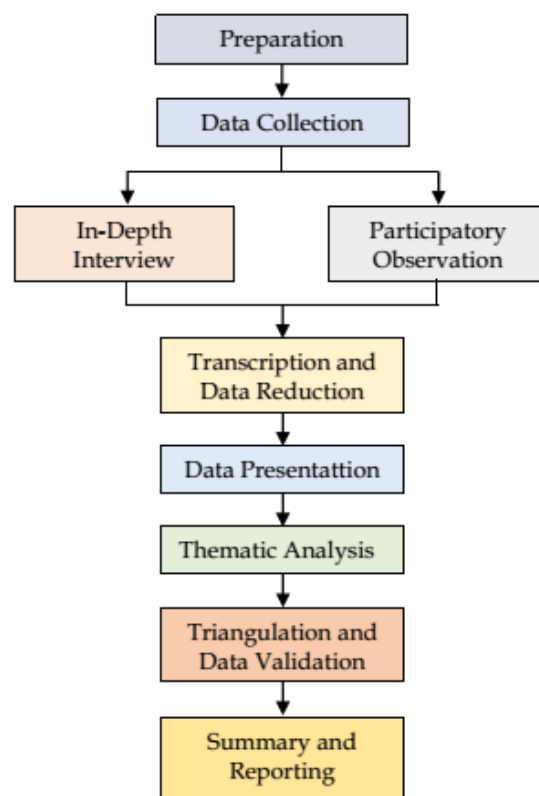 Preparation
Data Collection
In-Depth
Interview
Participatory
Observation
Transcription and
Data Reduction
Data Presentattion
Thematic Analysis
Triangulation and
Data Validation
Summary and
Reporting